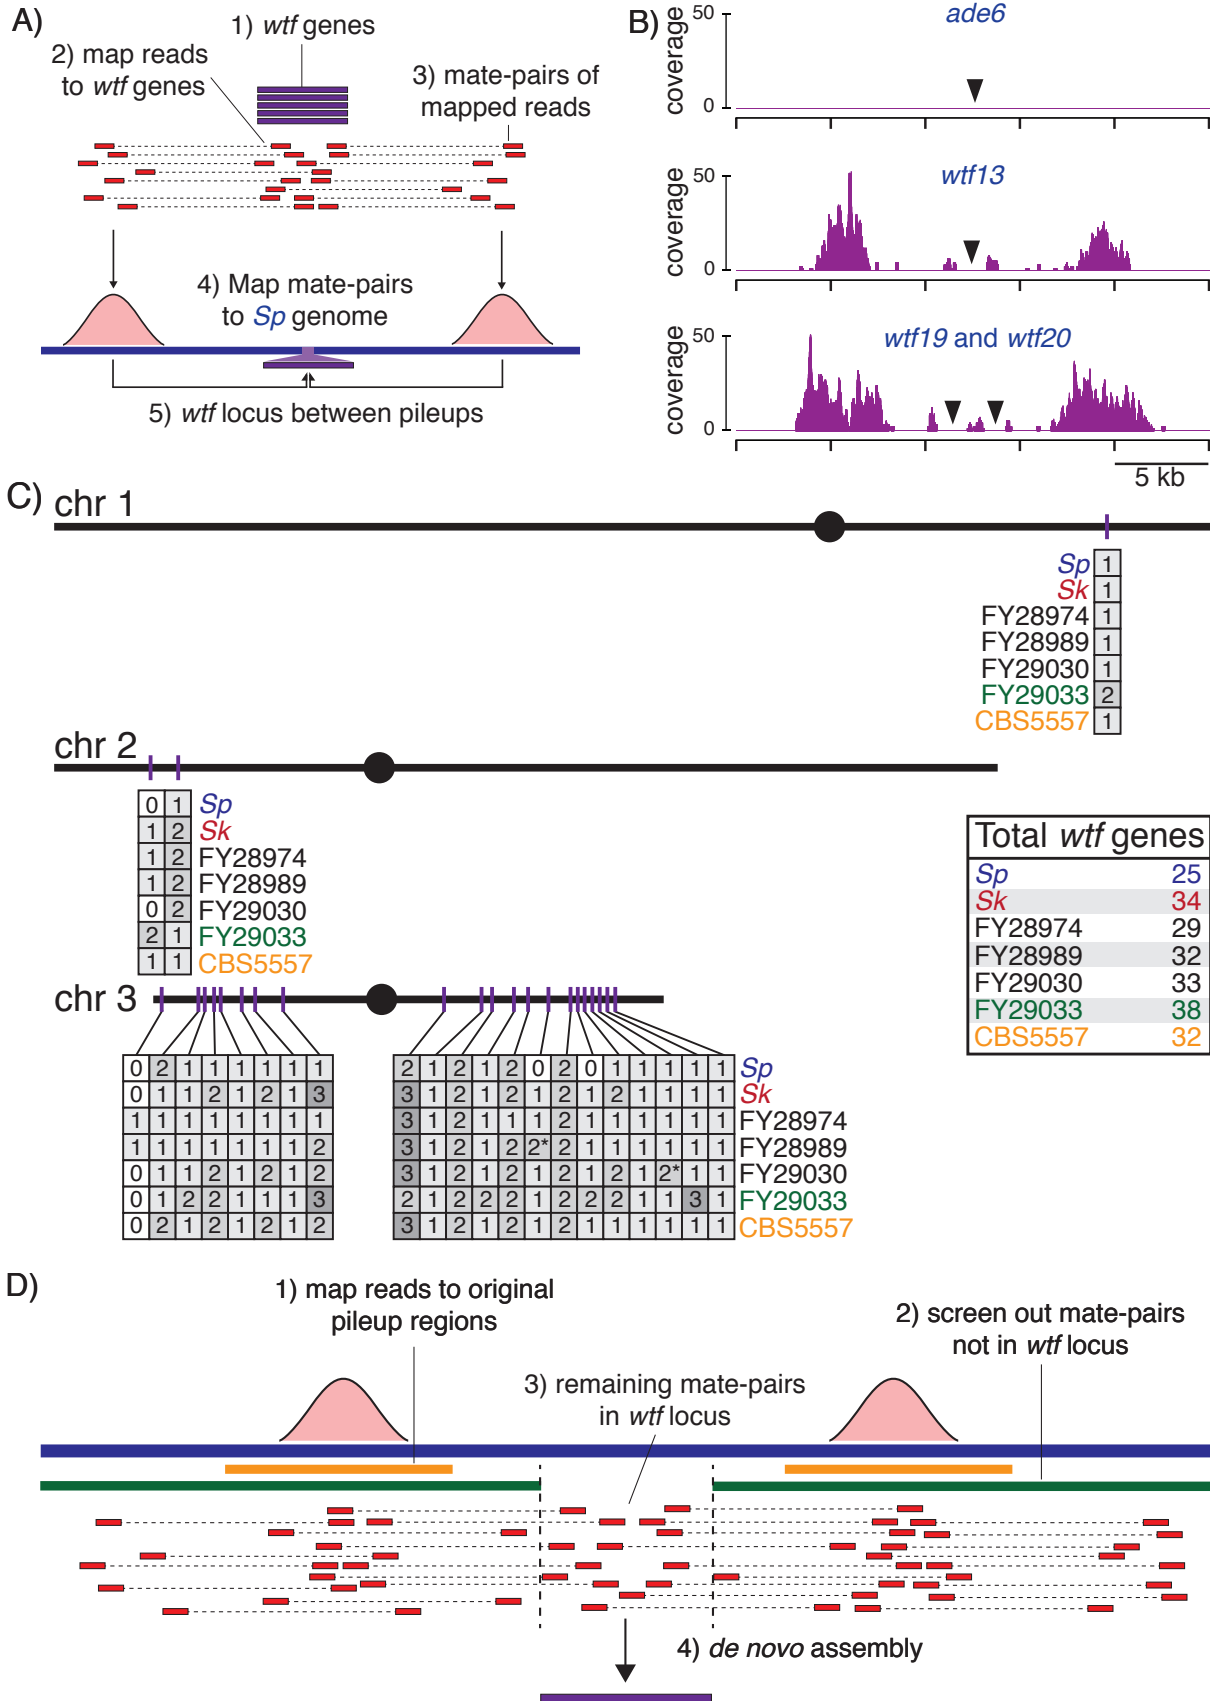 A)
1) wtf genes
2) map reads
to wtf genes
3) mate-pairs of
mapped reads
4) Map mate-pairs
to Sp genome
5) wtf locus between pileups
B)
ade6
coverage
50
0
wtf13
coverage
50
0
wtf19 and wtf20
coverage
50
0
5 kb
C)
chr 1
Sp 1
Sk 1
FY28974 1
FY28989 1
FY29030 1
FY29033 2
CBS5557 1
chr 2
0 1 Sp
1 2 Sk
1 2 FY28974
1 2 FY28989
0 2 FY29030
2 1 FY29033
1 1 CBS5557
Total wtf genes
Sp 25
Sk 34
FY28974 29
FY28989 32
FY29030 33
FY29033 38
CBS5557 32
chr 3
0 2 1 1 1 1 1 1 2 1 2 1 2 0 2 0 1 1 1 1 1 Sp
0 1 1 2 1 2 1 3 3 1 2 1 2 1 2 1 2 1 1 1 1 Sk
1 1 1 1 1 1 1 1 3 1 2 1 1 1 2 1 1 1 1 1 1 FY28974
1 1 1 1 1 1 1 2 3 1 2 1 2 2* 2 1 1 1 1 1 1 FY28989
0 1 1 2 1 2 1 2 3 1 2 1 2 1 2 1 2 1 2* 1 1 FY29030
0 1 2 2 1 1 1 3 2 1 2 2 2 1 2 2 2 1 1 3 1 FY29033
0 2 1 2 1 2 1 2 3 1 2 1 2 1 2 1 1 1 1 1 1 CBS5557
D)
1) map reads to original
pileup regions
2) screen out mate-pairs
not in wtf locus
3) remaining mate-pairs
in wtf locus
4) de novo assembly